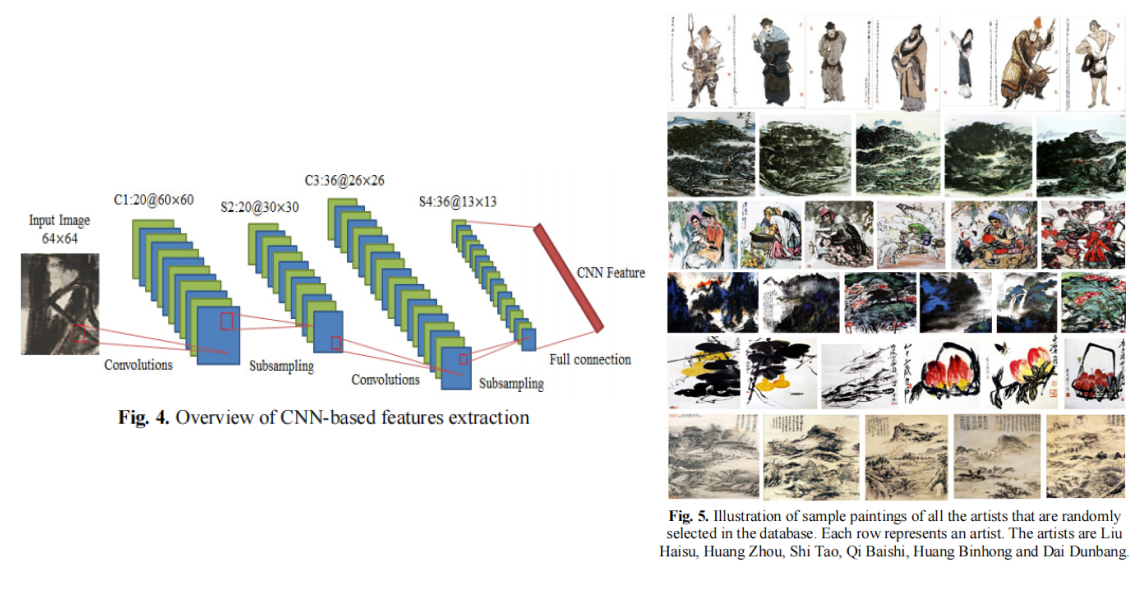 Input Image
64×64
C1:20@60×60
S2:20@30×30
C3:36@26×26
S4:36@13×13
CNN Feature
Convolutions
Subsampling
Convolutions
Subsampling
Full connection
Fig. 4. Overview of CNN-based features extraction
Fig. 5. Illustration of sample paintings of all the artists that are randomly
selected in the database. Each row represents an artist. The artists are Liu
Haisu, Huang Zhou, Shi Tao, Qi Baishi, Huang Binhong and Dai Dunbang.